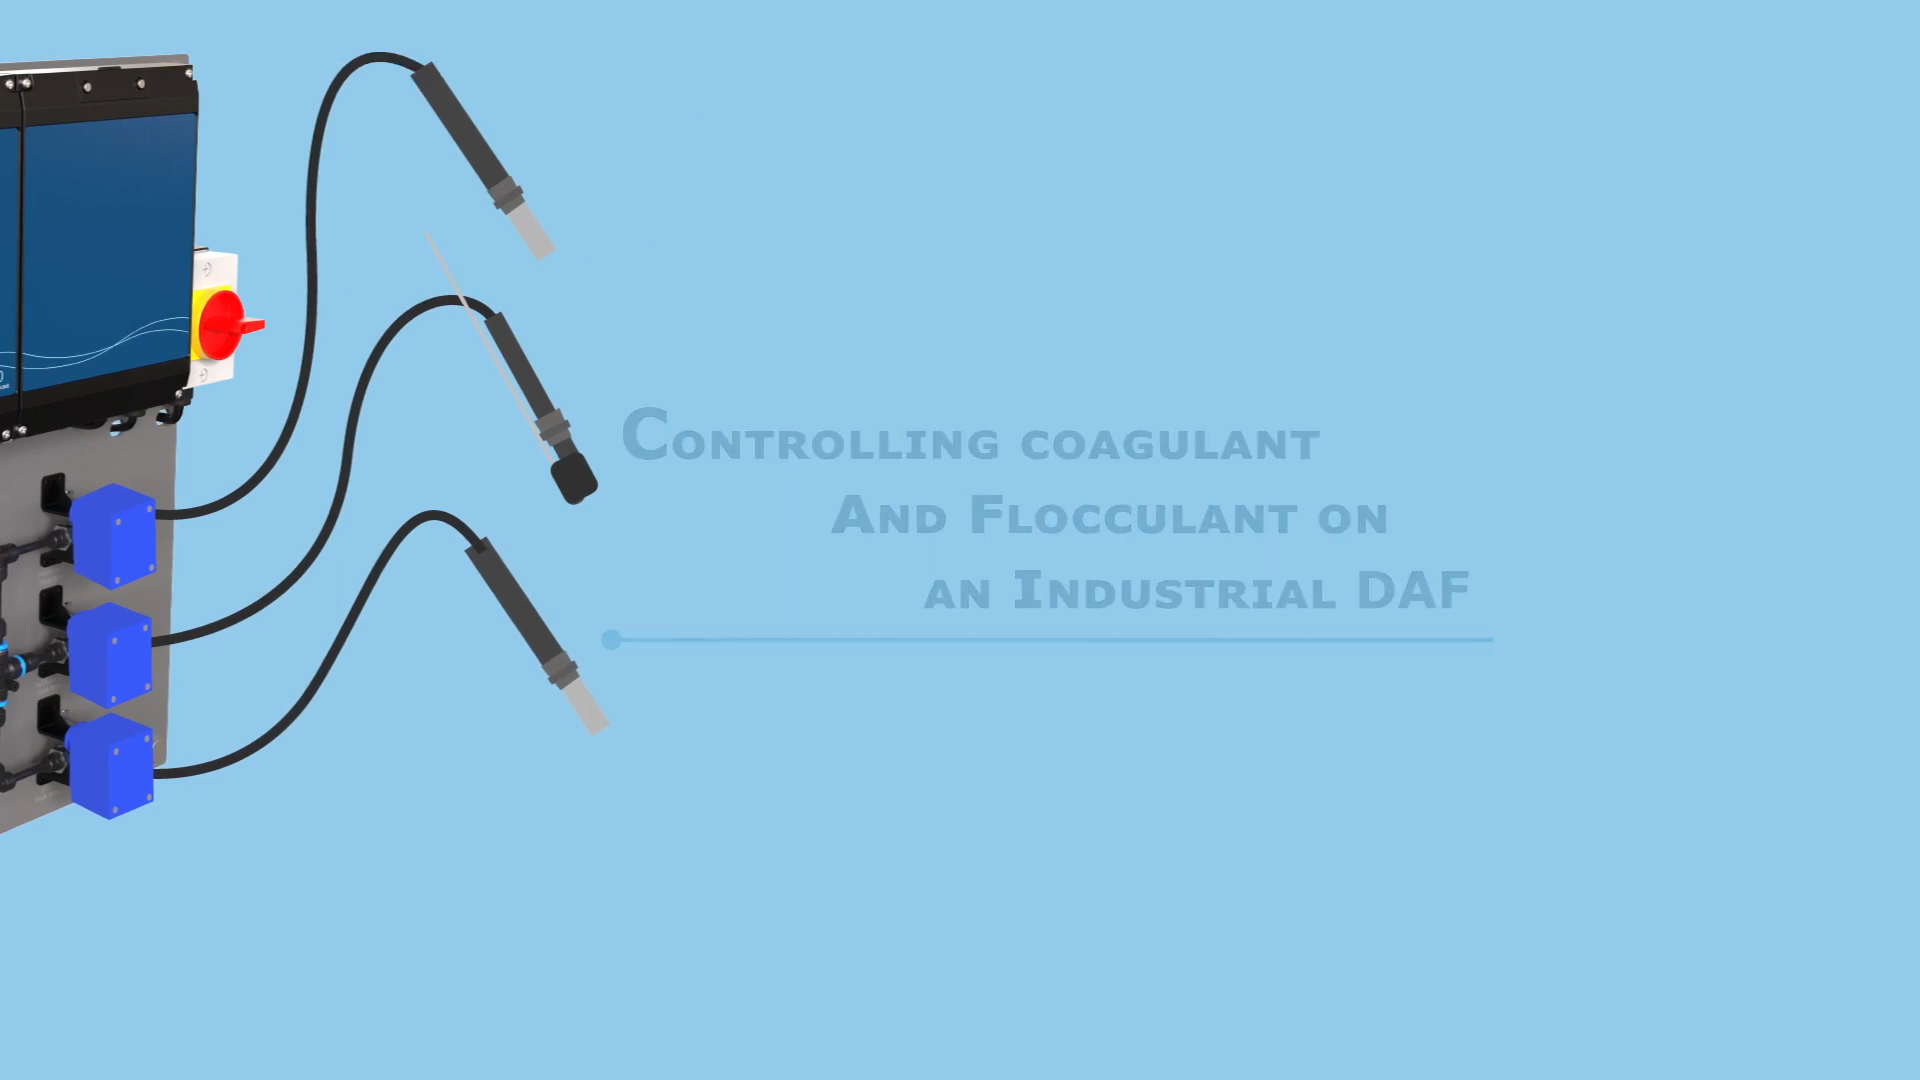 Controlling coagulant
And Flocculant on
an Industrial DAF